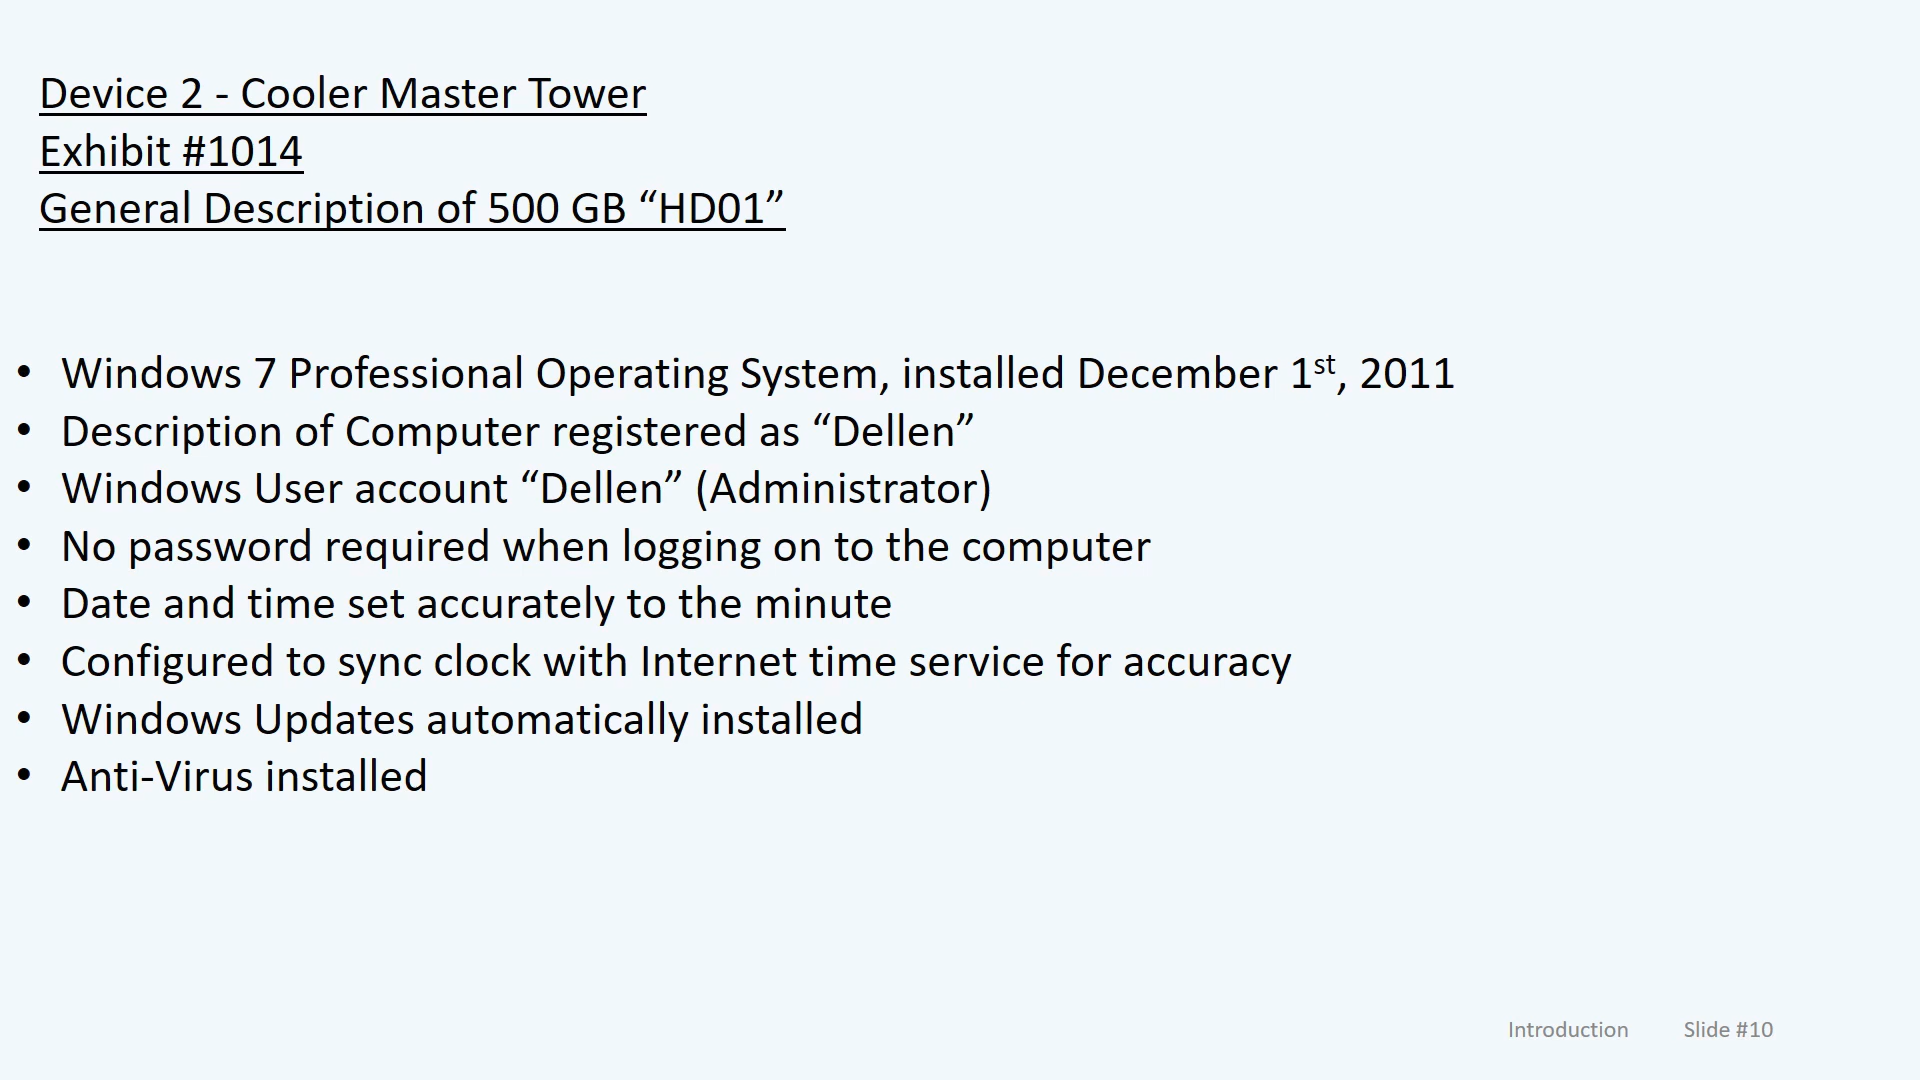 Device 2 - Cooler Master Tower
Exhibit #1014
General Description of 500 GB “HD01”
• Windows 7 Professional Operating System, installed December 1st, 2011
• Description of Computer registered as “Dellen”
• Windows User account “Dellen” (Administrator)
• No password required when logging on to the computer
• Date and time set accurately to the minute
• Configured to sync clock with Internet time service for accuracy
• Windows Updates automatically installed
• Anti-Virus installed
Introduction Slide #10